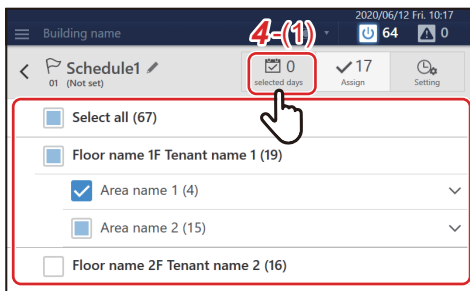 2020/06/12 Fri. 10:17
Building name
4-(1)
64
0
Schedule1
01 (Not set)
0
selected days
17
Assign
Setting
Select all (67)
Floor name 1F Tenant name 1 (19)
Area name 1 (4)
Area name 2 (15)
Floor name 2F Tenant name 2 (16)